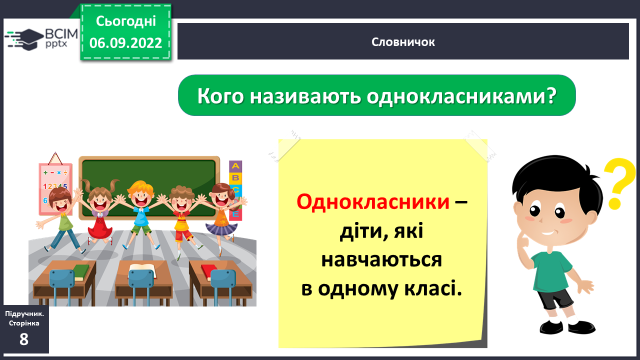 ВСІМ
pptx
Сьогодні
06.09.2022
Словничок
Кого називають однокласниками?
Однокласники –
діти, які
навчаються
в одному класі.
A
B
C
Підручник.
Сторінка
8
?